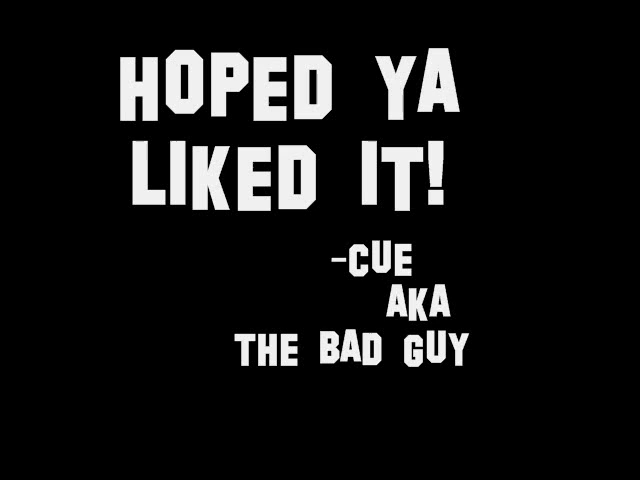 HOPED YA
LIKED IT!
-CUE
AKA
THE BAD GUY